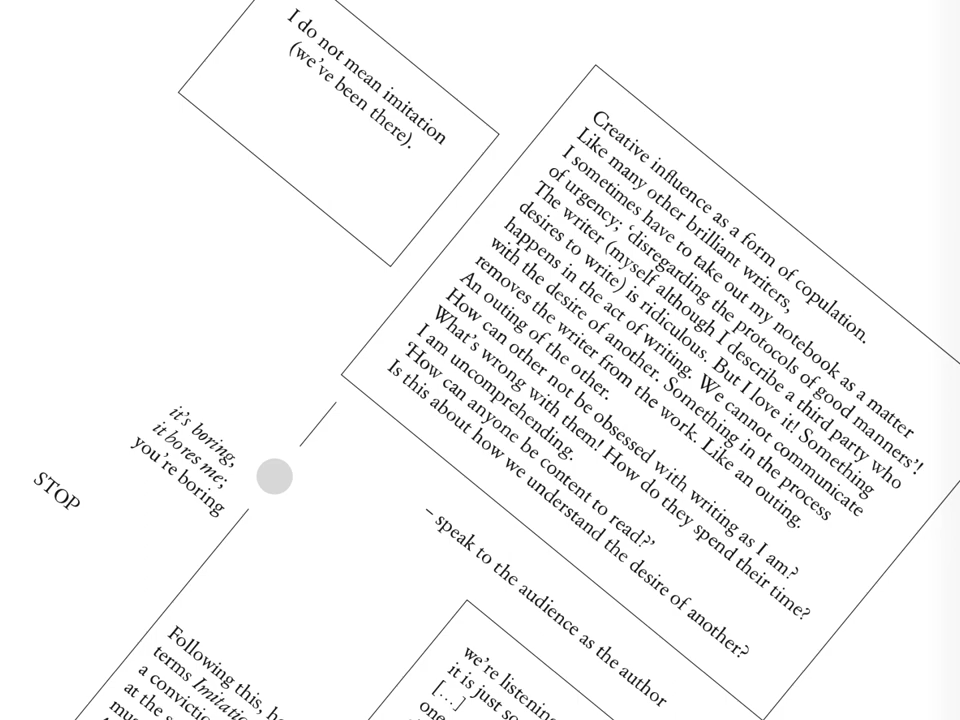 I do not mean imitation
(we’ve been there).
Creative influence as a form of copulation.
Like many other brilliant writers,
I sometimes have to take out my notebook as a matter
of urgency; ‘disregarding the protocols of good manners’!
The writer (myself although I describe a third party who
desires to write) is ridiculous. But I love it! Something
happens in the act of writing. We cannot communicate
with the desire of another. Something in the process
removes the writer from the work. Like an outing.
An outing of the other.
How can other not be obsessed with writing as I am?
What’s wrong with them! How do they spend their time?
I am uncomprehending.
‘How can anyone be content to read?’
Is this about how we understand the desire of another?
it’s boring,
it bores me;
you’re boring
STOP
– speak to the audience as the author
Following this,
terms
a
at the
we’re listening
it is just
[…]
one